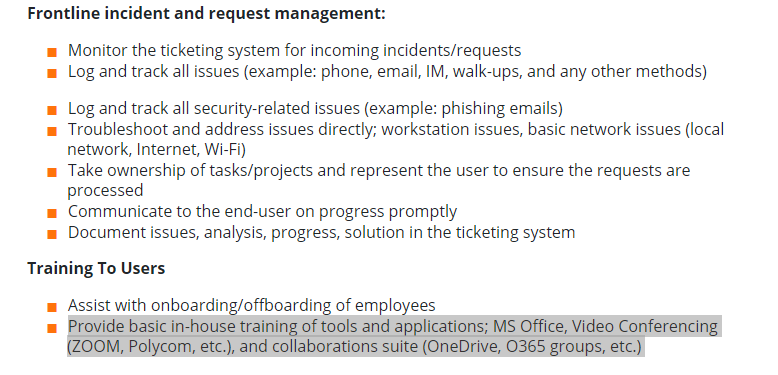 Frontline incident and request management:
Monitor the ticketing system for incoming incidents/requests
Log and track all issues (example: phone, email, IM, walk-ups, and any other methods)
Log and track all security-related issues (example: phishing emails)
Troubleshoot and address issues directly; workstation issues, basic network issues (local
network, Internet, Wi-Fi)
Take ownership of tasks/projects and represent the user to ensure the requests are
processed
Communicate to the end-user on progress promptly
Document issues, analysis, progress, solution in the ticketing system
Training To Users
Assist with onboarding/offboarding of employees
Provide basic in-house training of tools and applications; MS Office, Video Conferencing
(ZOOM, Polycom, etc.), and collaborations suite (OneDrive, O365 groups, etc.)